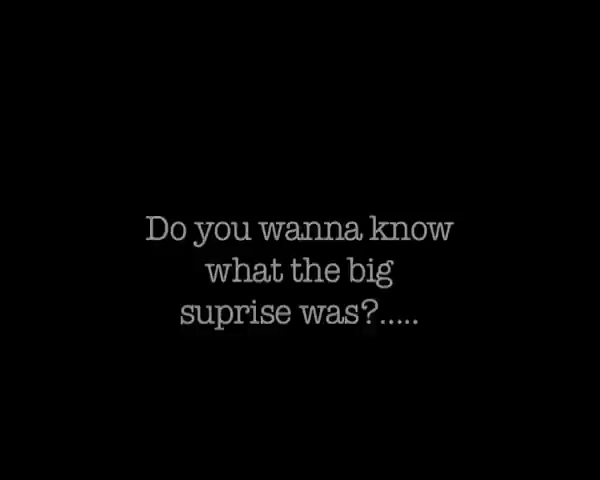 Do you wanna know
what the big
suprise was?.....